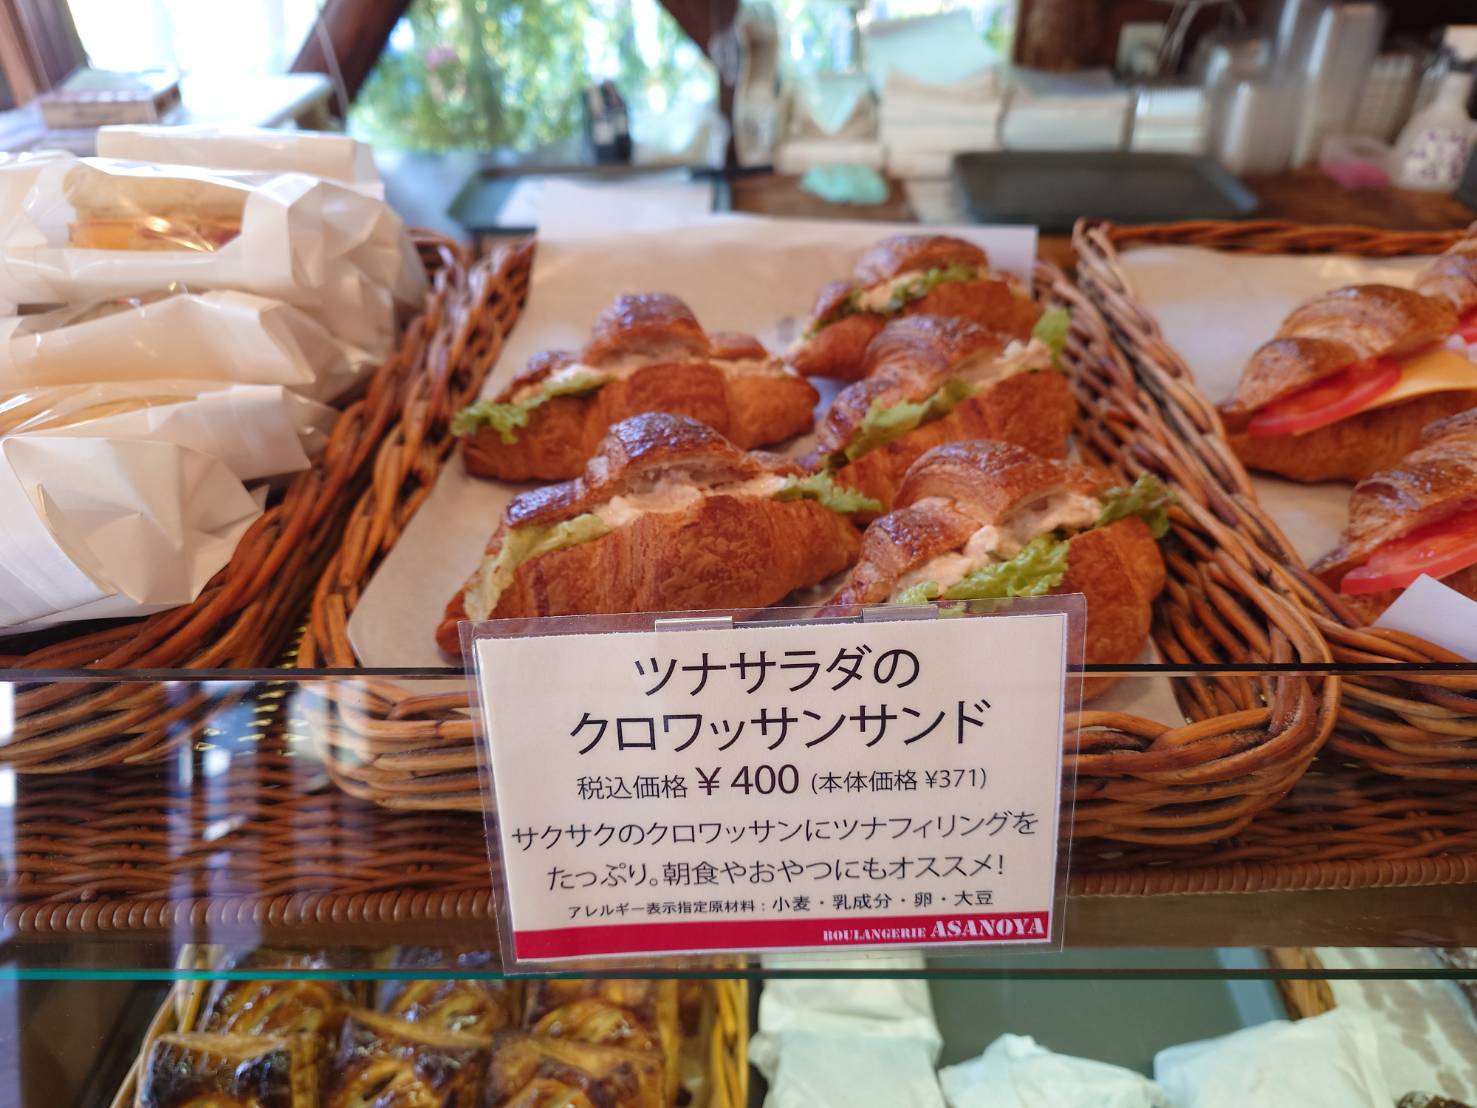 ツナサラダの
クロワッサンサンド
税込価格 ¥ 400 (本体価格 ¥371)
サクサクのクロワッサンにツナフィリングを
たっぷり。朝食やおやつにもオススメ!
アレルギー表示指定原材料：小麦・乳成分・卵・大豆
BOULANGERIE ASANOYA